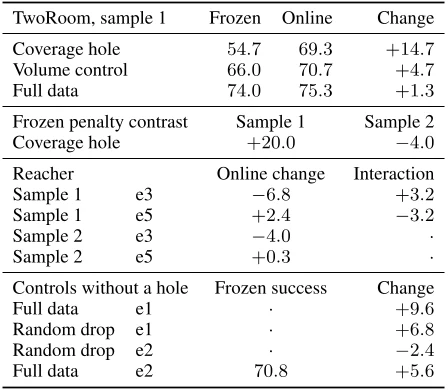 TwoRoom, sample 1 Frozen Online Change
Coverage hole 54.7 69.3 +14.7
Volume control 66.0 70.7 +4.7
Full data 74.0 75.3 +1.3
Frozen penalty contrast Sample 1 Sample 2
Coverage hole +20.0 −4.0
Reacher Online change Interaction
Sample 1 e3 −6.8 +3.2
Sample 1 e5 +2.4 −3.2
Sample 2 e3 −4.0 ·
Sample 2 e5 +0.3 ·
Controls without a hole Frozen success Change
Full data e1 · +9.6
Random drop e1 · +6.8
Random drop e2 · −2.4
Full data e2 70.8 +5.6